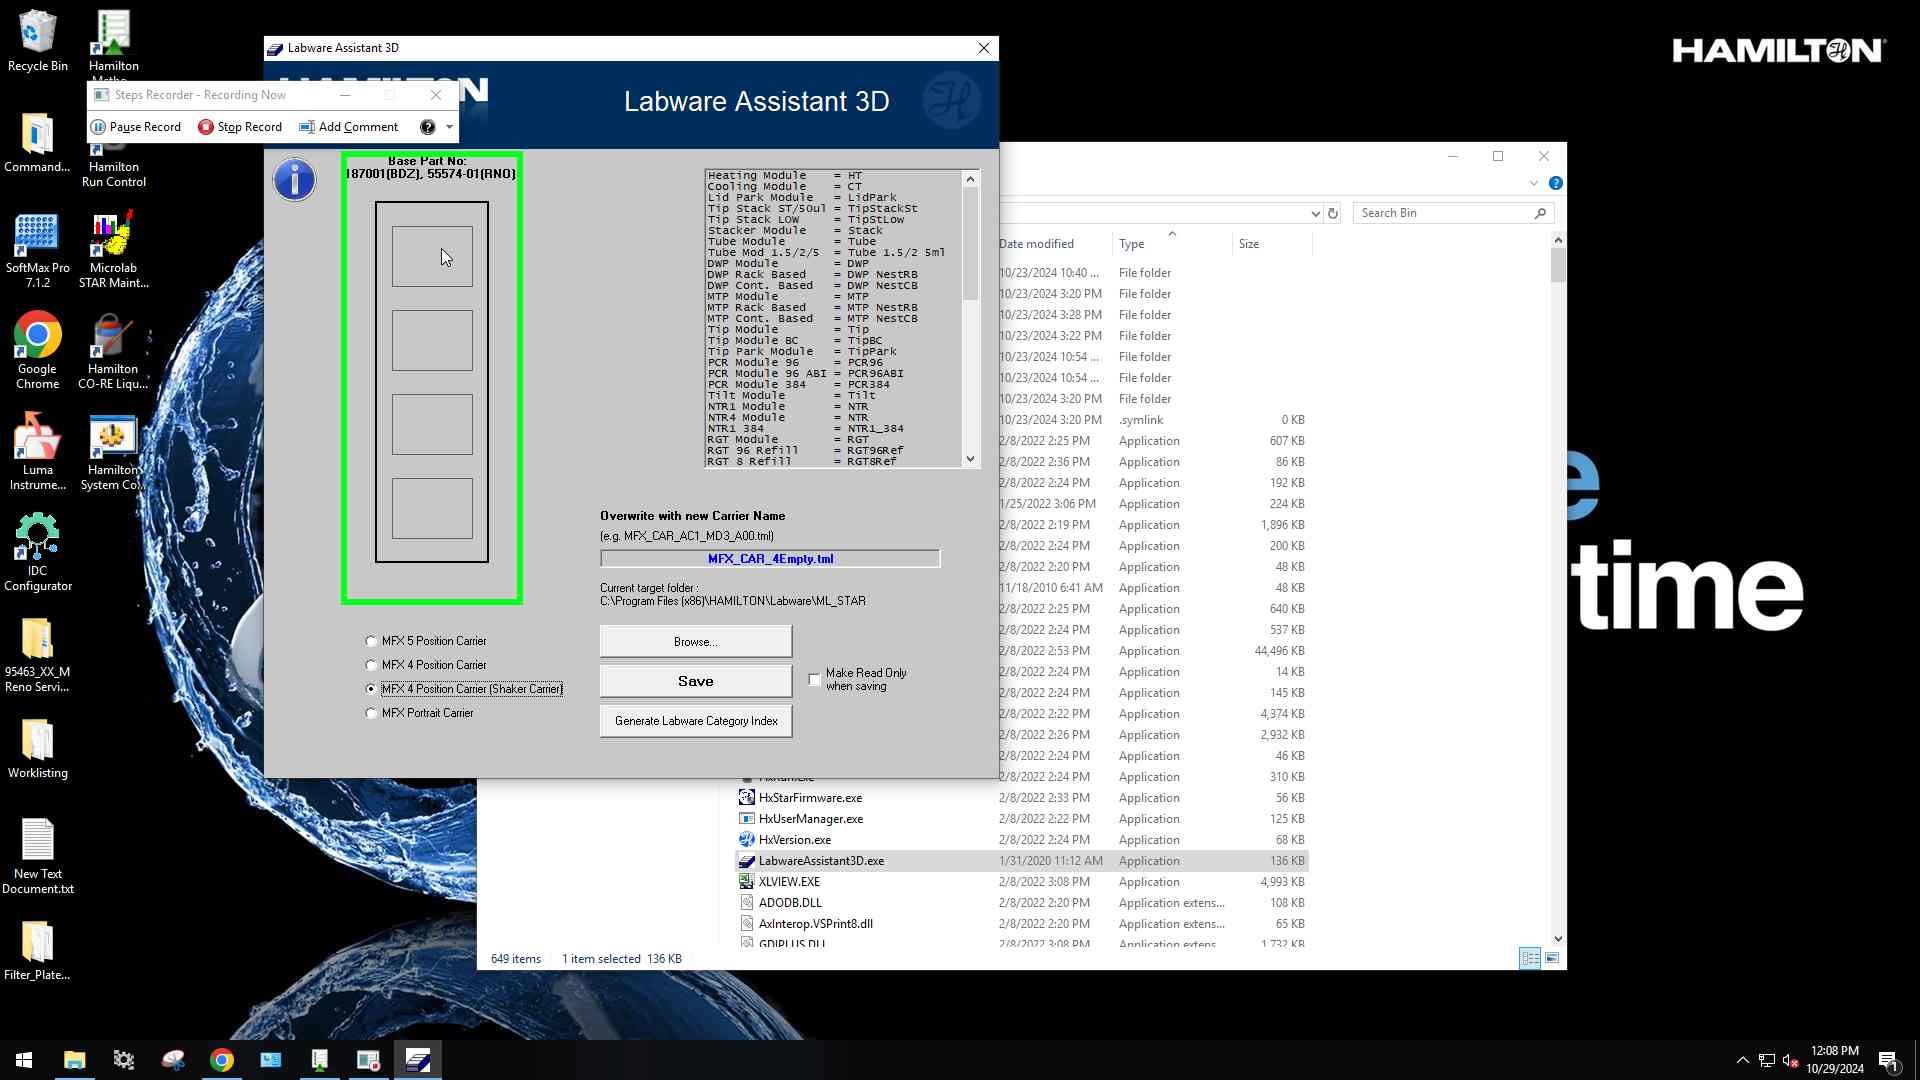 Recycle Bin
Hamilton
Metho...
Command...
Hamilton
Run Control
SoftMax Pro
7.1.2
Microlab
STAR Maint...
Google
Chrome
Hamilton
CO-RE Liqu...
Luma
Instrume...
Hamilton
System Co...
IDC
Configurator
95463_XX_M
Reno Servi...
Worklisting
New Text
Document.txt
Filter_Plate...
HAMILTON
time
Labware Assistant 3D
Labware Assistant 3D
Steps Recorder - Recording Now
Pause Record
Stop Record
Add Comment
Base Part No:
187001(BDZ), 55574-01(RNO)
Heating Module = HT
Cooling Module = CT
Lid Park Module = LidPark
Tip Stack ST/50ul = TipStackSt
Tip Stack LOW = TipStLow
Stacker Module = Stack
Tube Module = Tube
Tube Mod 1.5/2/5 = Tube 1.5/2 5ml
DWP Module = DWP
DWP Rack Based = DWP NestRB
DWP Cont. Based = DWP NestCB
MTP Module = MTP
MTP Rack Based = MTP NestRB
MTP Cont. Based = MTP NestCB
Tip Module = Tip
Tip Module BC = TipBC
Tip Park Module = TipPark
PCR Module 96 = PCR96
PCR Module 96 ABI = PCR96ABI
PCR Module 384 = PCR384
Tilt Module = Tilt
NTR1 Module = NTR
NTR4 Module = NTR
NTR1 384 = NTR1_384
RGT Module = RGT
RGT 96 Refill = RGT96Ref
RGT 8 Refill = RGT8Ref
Overwrite with new Carrier Name
(e.g. MFX_CAR_AC1_MD3_A00.tml)
MFX_CAR_4Empty.tml
Current target folder :
C:\Program Files (x86)\HAMILTON\Labware\ML_STAR
MFX 5 Position Carrier
MFX 4 Position Carrier
MFX 4 Position Carrier (Shaker Carrier)
MFX Portrait Carrier
Browse...
Save
Make Read Only
when saving
Generate Labware Category Index
Search Bin
Date modified Type Size
10/23/2024 10:40 ... File folder
10/23/2024 3:20 PM File folder
10/23/2024 3:28 PM File folder
10/23/2024 3:22 PM File folder
10/23/2024 10:54 ... File folder
10/23/2024 10:54 ... File folder
10/23/2024 3:20 PM File folder
10/23/2024 3:20 PM .symlink 0 KB
2/8/2022 2:25 PM Application 607 KB
2/8/2022 2:36 PM Application 86 KB
2/8/2022 2:24 PM Application 192 KB
1/25/2022 3:06 PM Application 224 KB
2/8/2022 2:19 PM Application 1,896 KB
2/8/2022 2:24 PM Application 200 KB
2/8/2022 2:20 PM Application 48 KB
11/18/2010 6:41 AM Application 48 KB
2/8/2022 2:25 PM Application 640 KB
2/8/2022 2:24 PM Application 537 KB
2/8/2022 2:53 PM Application 44,496 KB
2/8/2022 2:24 PM Application 14 KB
2/8/2022 2:24 PM Application 145 KB
2/8/2022 2:22 PM Application 4,374 KB
2/8/2022 2:26 PM Application 2,932 KB
2/8/2022 2:24 PM Application 46 KB
HxRun.exe 2/8/2022 2:24 PM Application 310 KB
HxStarFirmware.exe 2/8/2022 2:33 PM Application 56 KB
HxUserManager.exe 2/8/2022 2:22 PM Application 125 KB
HxVersion.exe 2/8/2022 2:24 PM Application 68 KB
LabwareAssistant3D.exe 1/31/2020 11:12 AM Application 136 KB
XLVIEW.EXE 2/8/2022 3:08 PM Application 4,993 KB
ADODB.DLL 2/8/2022 2:20 PM Application extens... 108 KB
AxInterop.VSPrint8.dll 2/8/2022 2:20 PM Application extens... 65 KB
GDIPLUS.DLL 2/8/2022 3:08 PM Application extens... 1,732 KB
649 items 1 item selected 136 KB
12:08 PM
10/29/2024
1